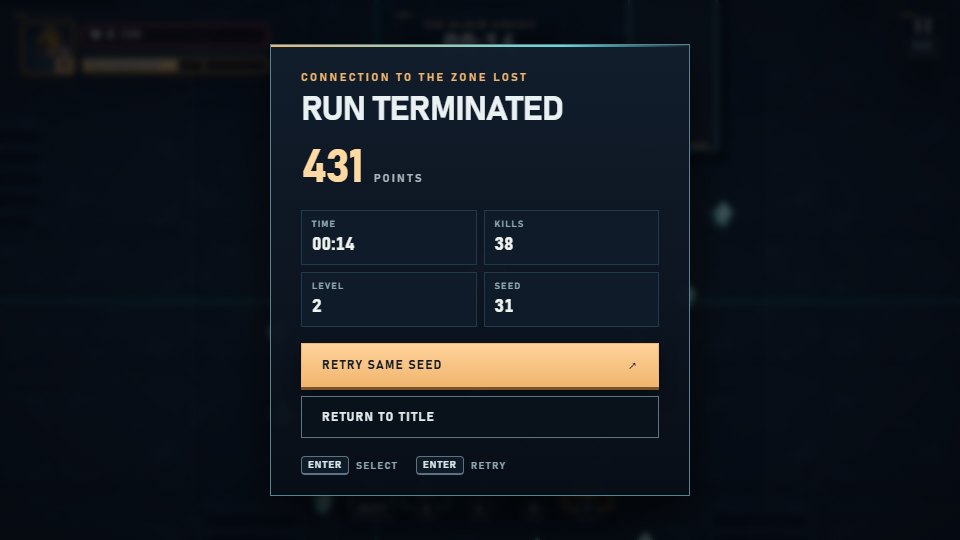 CONNECTION TO THE ZONE LOST
RUN TERMINATED
431 POINTS
TIME
00:14
KILLS
38
LEVEL
2
SEED
31
RETRY SAME SEED ↗
RETURN TO TITLE
ENTER SELECT ENTER RETRY